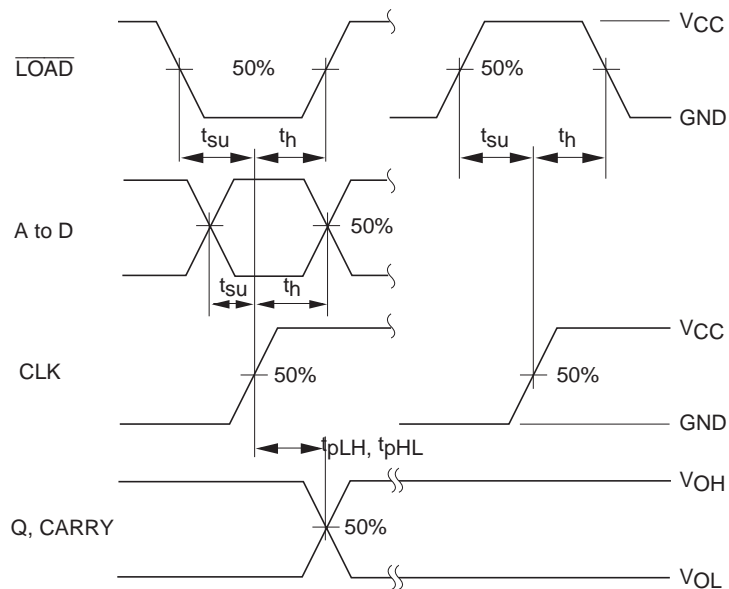 VCC
LOAD
50%
50%
GND
tsu
th
tsu
th
A to D
50%
tsu
th
VCC
CLK
50%
50%
GND
tpLH, tpHL
VOH
Q, CARRY
50%
VOL